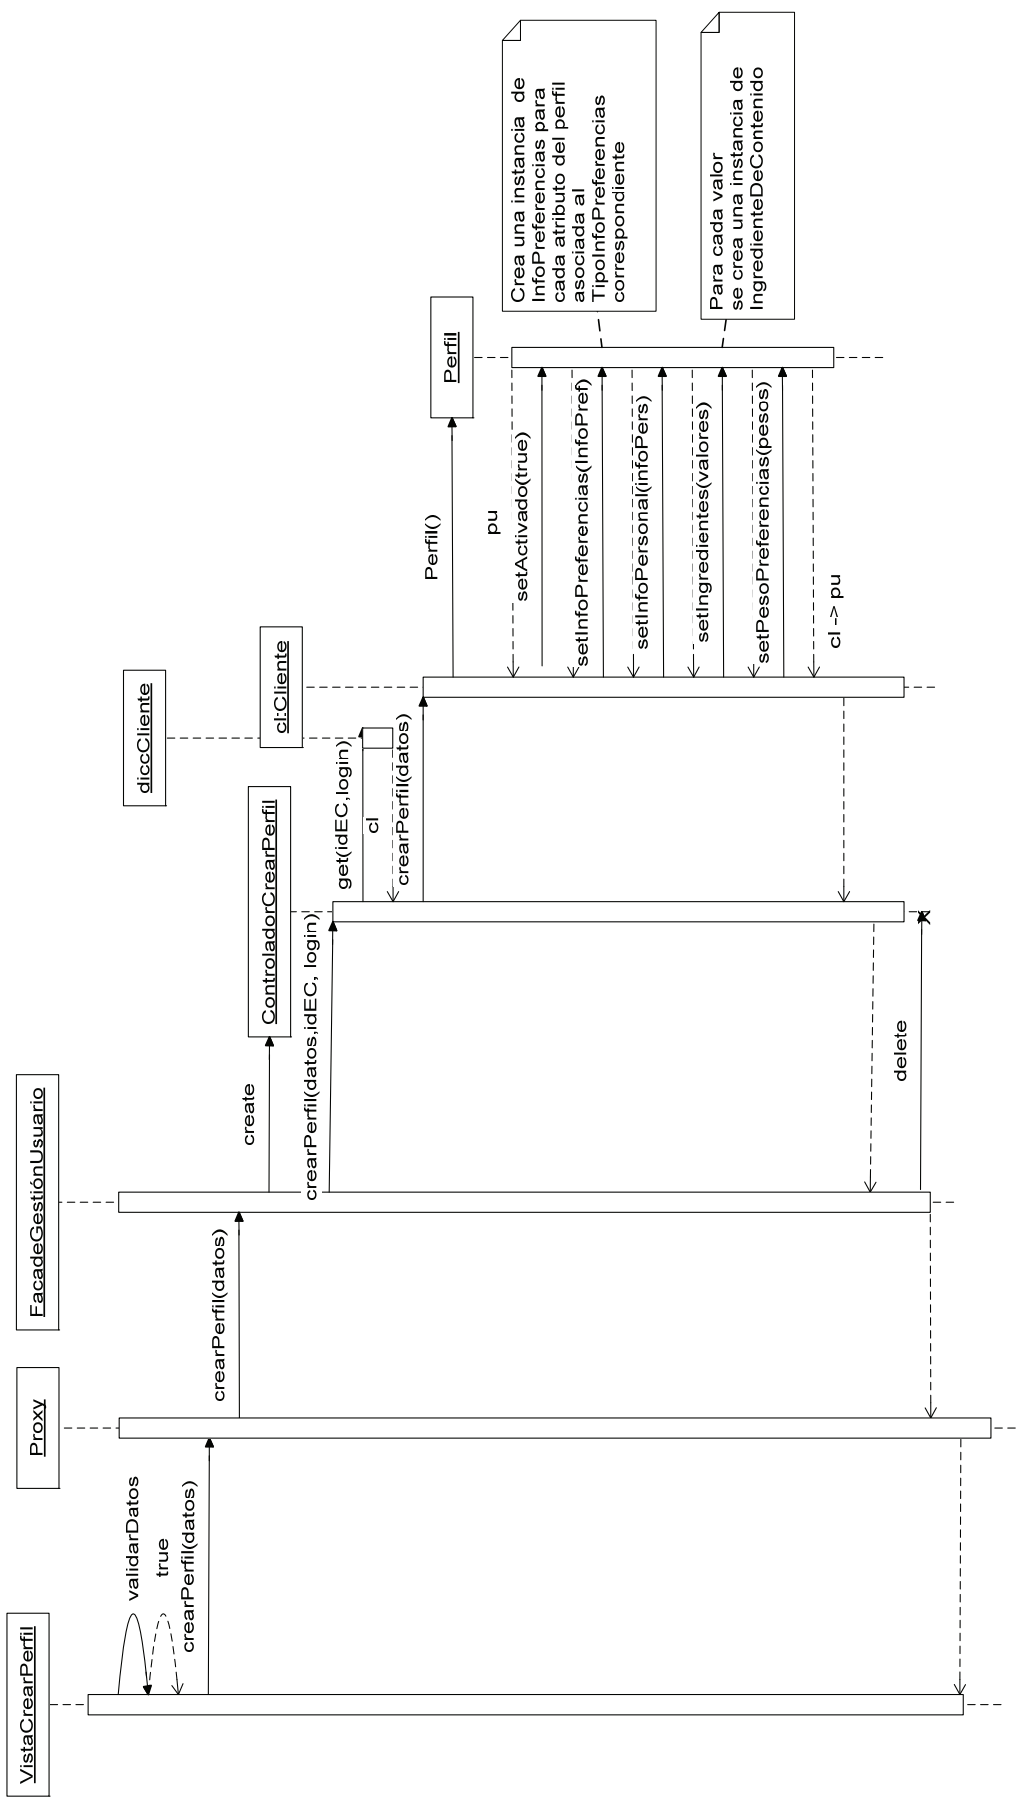 VistaCrearPerfil
Proxy
FacadeGestiónUsuario
ControladorCrearPerfil
diccCliente
cl:Cliente
Perfil
validarDatos
true
crearPerfil(datos)
crearPerfil(datos)
create
crearPerfil(datos,idEC, login)
get(idEC,login)
cl
crearPerfil(datos)
Perfil()
pu
setActivado(true)
setInfoPreferencias(InfoPref)
setInfoPersonal(infoPers)
setIngredientes(valores)
setPesoPreferencias(pesos)
cl -> pu
delete
Crea una instancia  de
InfoPreferencias para
cada atributo del perfil
asociada al
TipoInfoPreferencias
correspondiente
Para cada valor
se crea una instancia de
IngredienteDeContenido